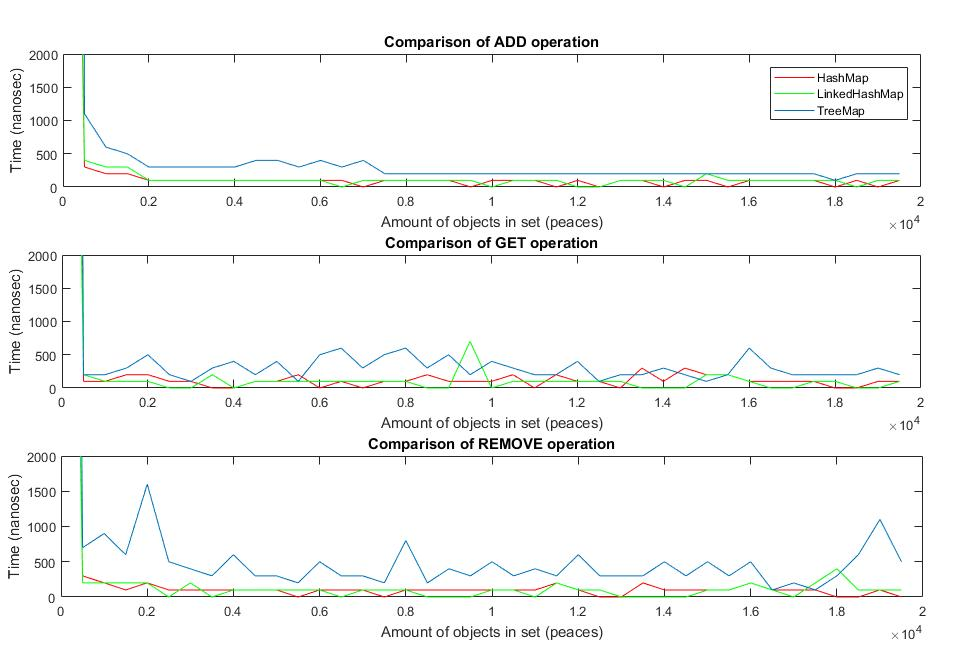 Comparison of ADD operation
2000
1500
1000
500
0
Time (nanosec)
HashMap
LinkedHashMap
TreeMap
0 0.2 0.4 0.6 0.8 1 1.2 1.4 1.6 1.8 2
Amount of objects in set (peaces)
×10^4
Comparison of GET operation
2000
1500
1000
500
0
Time (nanosec)
0 0.2 0.4 0.6 0.8 1 1.2 1.4 1.6 1.8 2
Amount of objects in set (peaces)
×10^4
Comparison of REMOVE operation
2000
1500
1000
500
0
Time (nanosec)
0 0.2 0.4 0.6 0.8 1 1.2 1.4 1.6 1.8 2
Amount of objects in set (peaces)
×10^4